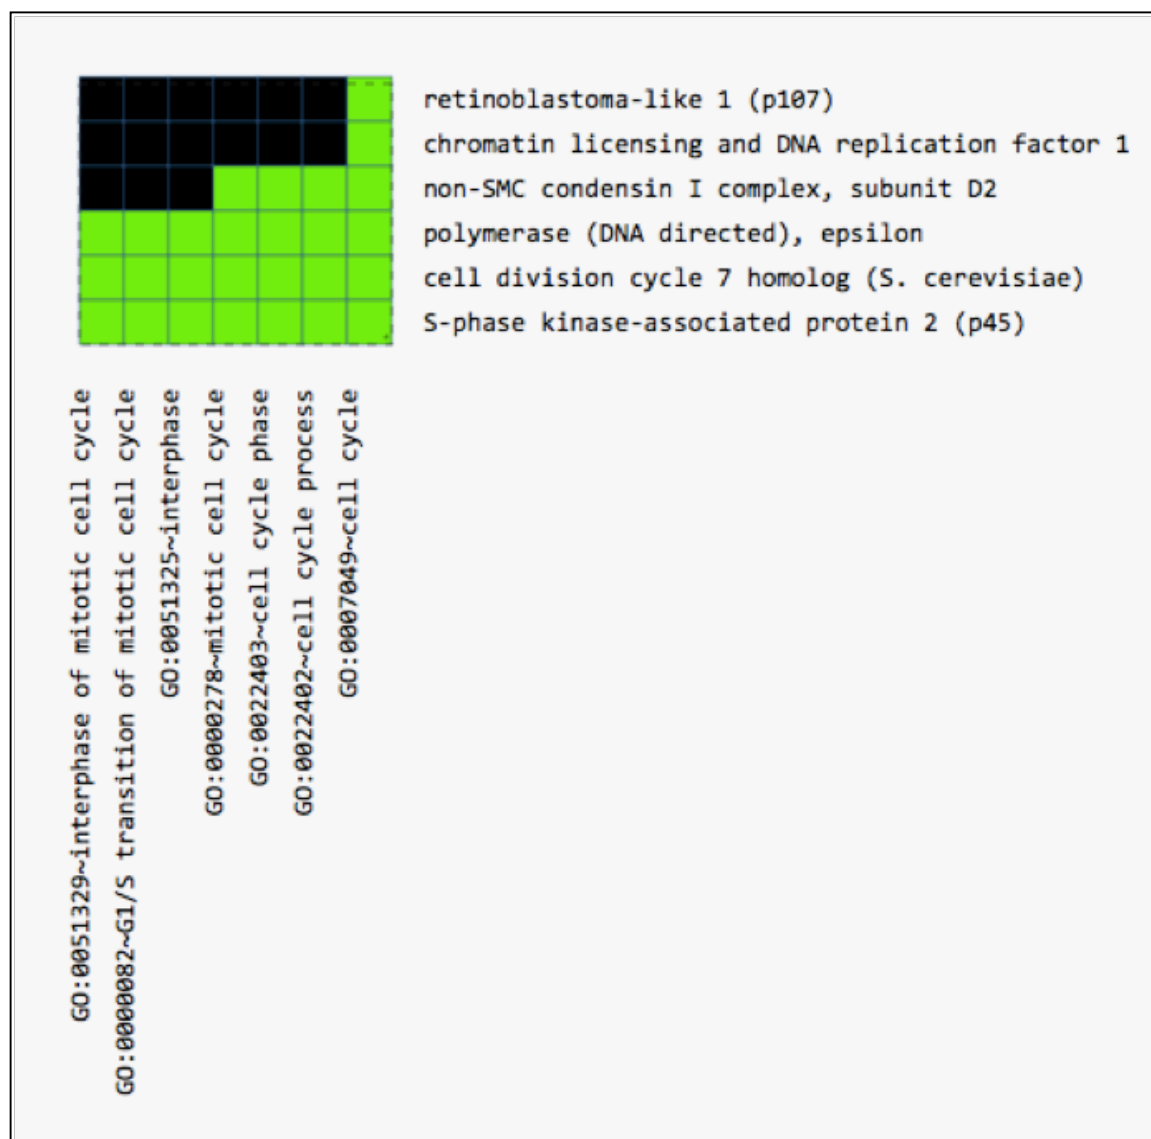 retinoblastoma-like 1 (p107)
chromatin licensing and DNA replication factor 1
non-SMC condensin I complex, subunit D2
polymerase (DNA directed), epsilon
cell division cycle 7 homolog (S. cerevisiae)
S-phase kinase-associated protein 2 (p45)
GO:0051329~interphase of mitotic cell cycle
GO:0000082~G1/S transition of mitotic cell cycle
GO:0051325~interphase
GO:0000278~mitotic cell cycle
GO:0022403~cell cycle phase
GO:0022402~cell cycle process
GO:0007049~cell cycle